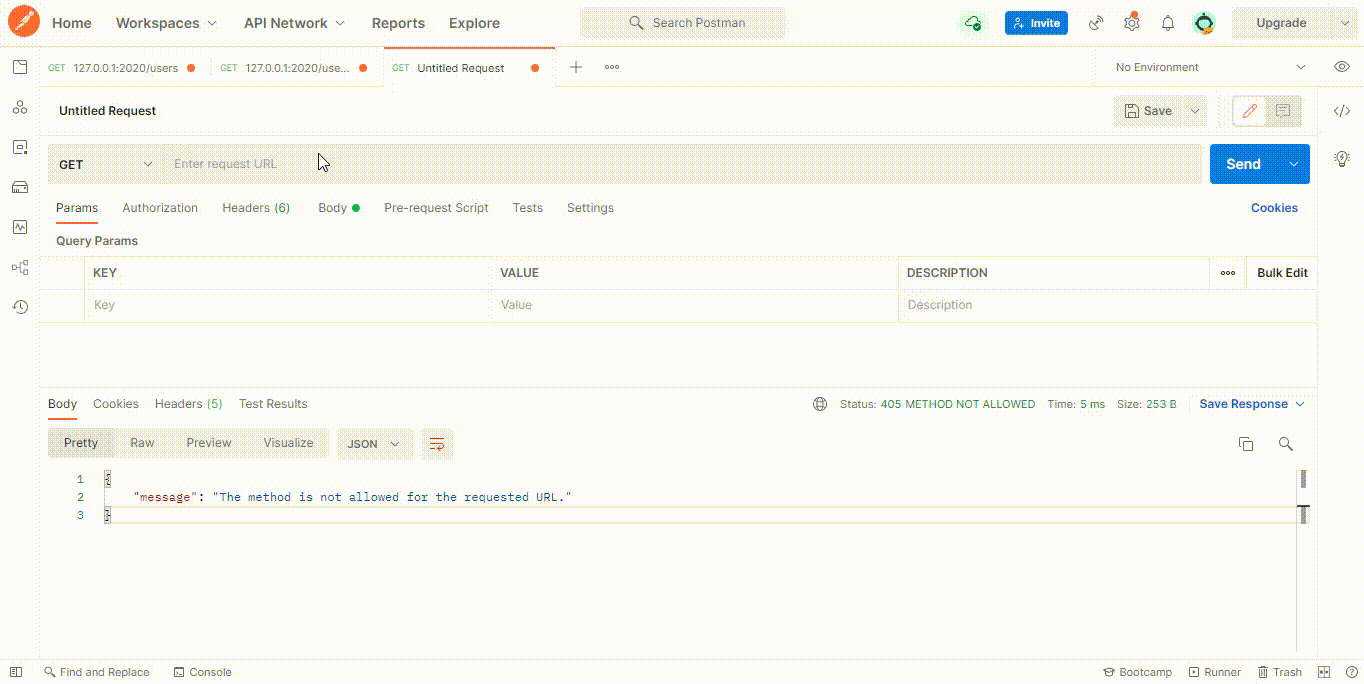 Home Workspaces API Network Reports Explore Search Postman Invite Upgrade
GET 127.0.0.1:2020/users GET 127.0.0.1:2020/use... GET Untitled Request No Environment
Untitled Request Save
GET Enter request URL Send
Params Authorization Headers (6) Body Pre-request Script Tests Settings Cookies
Query Params
KEY VALUE DESCRIPTION Bulk Edit
Key Value Description
Body Cookies Headers (5) Test Results Status: 405 METHOD NOT ALLOWED Time: 5 ms Size: 253 B Save Response
Pretty Raw Preview Visualize JSON
1 {
2 "message": "The method is not allowed for the requested URL."
3 }
Find and Replace Console Bootcamp Runner Trash